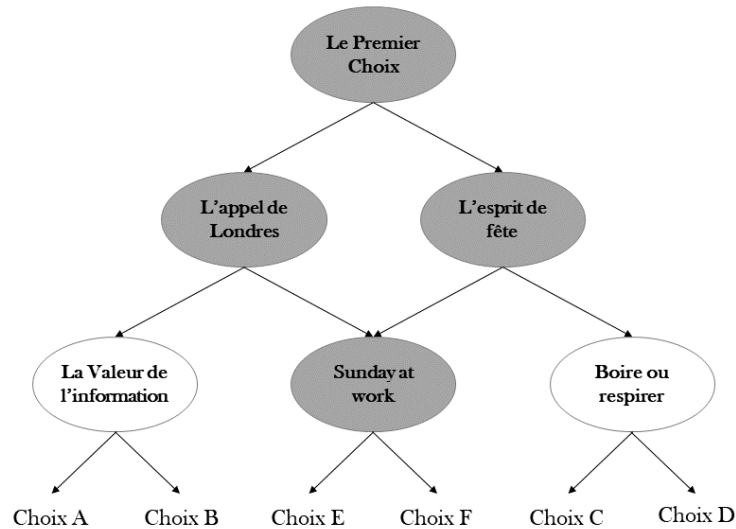 Le Premier
Choix
L'appel de
Londres
L'esprit de
fête
La Valeur de
l'information
Sunday at
work
Boire ou
respirer
Choix A
Choix B
Choix E
Choix F
Choix C
Choix D